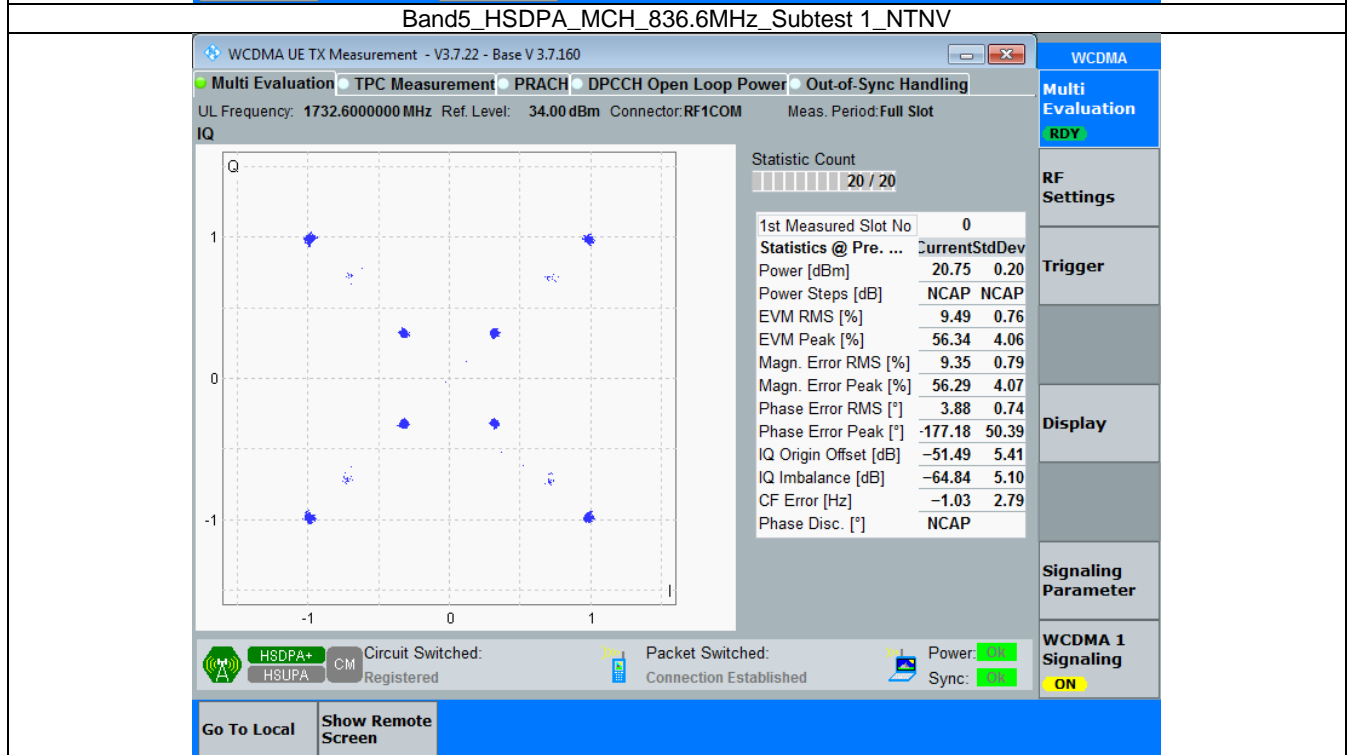 Band5_HSDPA_MCH_836.6MHz_Subtest 1_NTNV
WCDMA UE TX Measurement - V3.7.22 - Base V 3.7.160
WCDMA
Multi Evaluation TPC Measurement PRACH DPCCH Open Loop Power Out-of-Sync Handling
Multi
Evaluation
RDY
UL Frequency: 1732.6000000 MHz Ref. Level: 34.00 dBm Connector: RF1COM Meas. Period: Full Slot
IQ
Q
1
0
-1
-1 0 1
I
Statistic Count
20 / 20
1st Measured Slot No 0
Statistics @ Pre. ... Current StdDev
Power [dBm] 20.75 0.20
Power Steps [dB] NCAP NCAP
EVM RMS [%] 9.49 0.76
EVM Peak [%] 56.34 4.06
Magn. Error RMS [%] 9.35 0.79
Magn. Error Peak [%] 56.29 4.07
Phase Error RMS [°] 3.88 0.74
Phase Error Peak [°] -177.18 50.39
IQ Origin Offset [dB] −51.49 5.41
IQ Imbalance [dB] −64.84 5.10
CF Error [Hz] −1.03 2.79
Phase Disc. [°] NCAP
RF
Settings
Trigger
Display
Signaling
Parameter
WCDMA 1
Signaling
ON
HSDPA+
HSUPA
CM
Circuit Switched:
Registered
Packet Switched:
Connection Established
Power: Ok
Sync: Ok
Go To Local
Show Remote
Screen